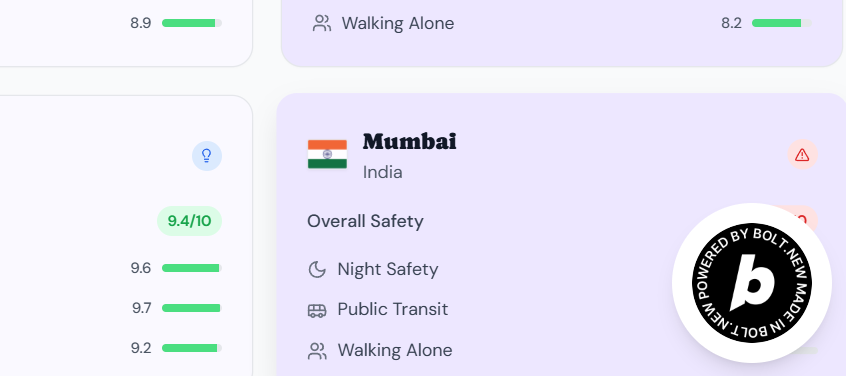 8.9
Walking Alone 8.2
Mumbai
India
9.4/10
Overall Safety
9.6
Night Safety
9.7
Public Transit
9.2
Walking Alone
POWERED BY BOLT.NEW MADE IN BOLT.NEW
b